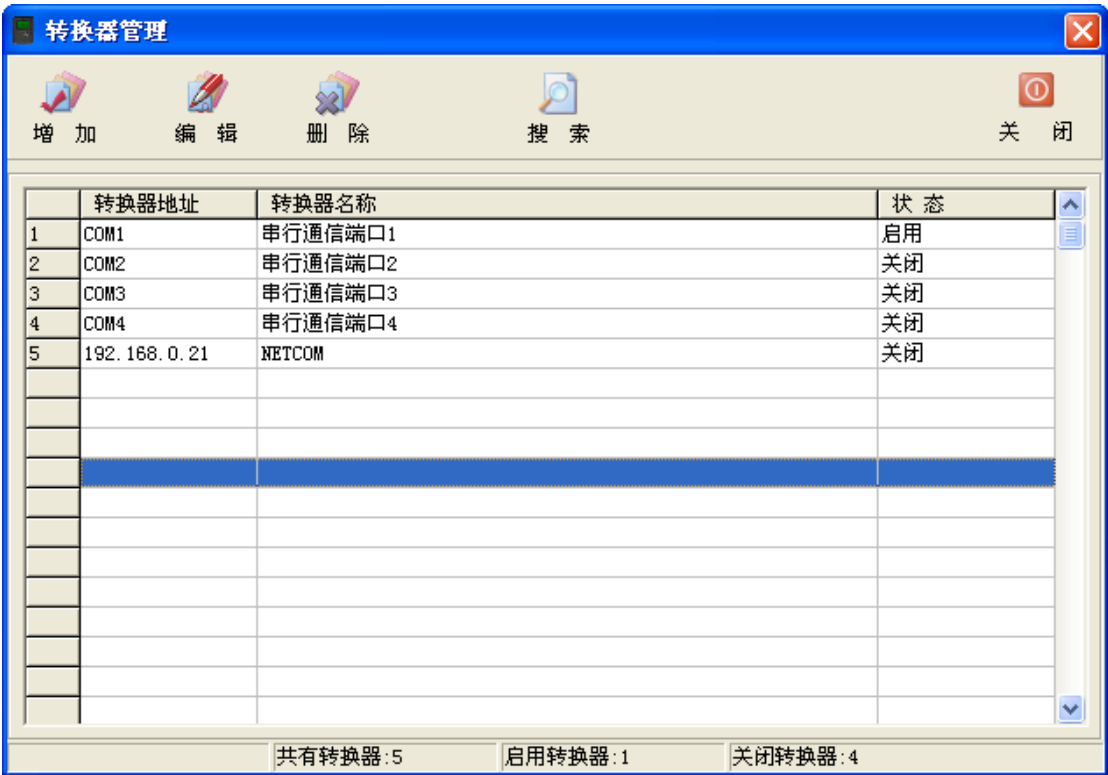 转换器管理
增 加 编 辑 删 除 搜 索 关 闭
转换器地址 转换器名称 状 态
1 COM1 串行通信端口1 启用
2 COM2 串行通信端口2 关闭
3 COM3 串行通信端口3 关闭
4 COM4 串行通信端口4 关闭
5 192.168.0.21 NETCOM 关闭
共有转换器:5 启用转换器:1 关闭转换器:4